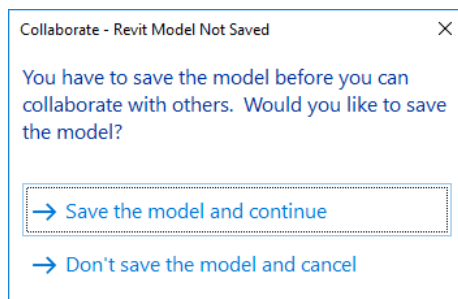 Collaborate - Revit Model Not Saved
You have to save the model before you can
collaborate with others.  Would you like to save
the model?
Save the model and continue
Don't save the model and cancel